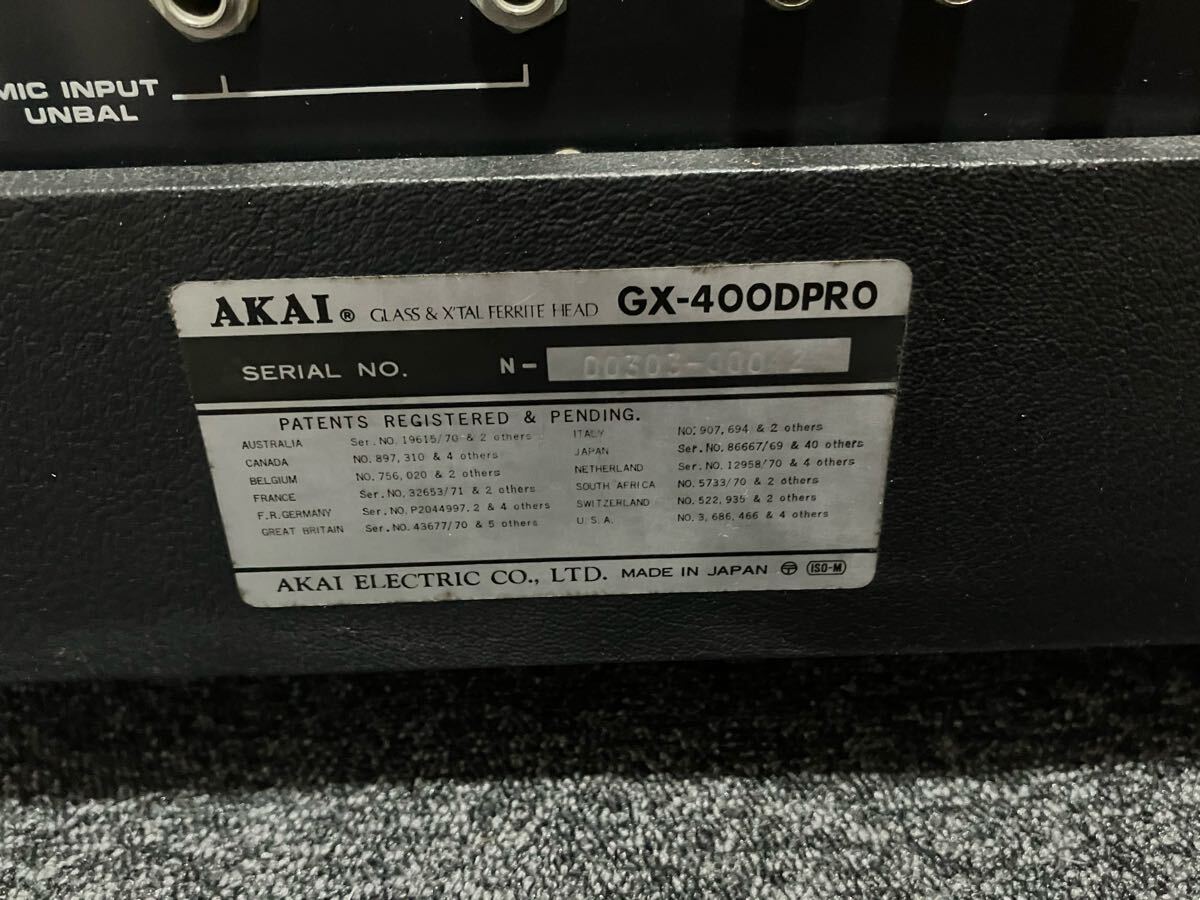 MIC INPUT
UNBAL
AKAI® GLASS & X'TAL FERRITE HEAD GX-400DPRO
SERIAL NO. N- 00303-00042
PATENTS REGISTERED & PENDING.
AUSTRALIA Ser. NO. 19615/70 & 2 others
CANADA NO. 897, 310 & 4 others
BELGIUM NO. 756, 020 & 2 others
FRANCE Ser. NO. 32653/71 & 2 others
F.R. GERMANY Ser. NO. P2044997. 2 & 4 others
GREAT BRITAIN Ser. NO. 43677/70 & 5 others
ITALY NO. 907, 694 & 2 others
JAPAN Ser. NO. 86667/69 & 40 others
NETHERLAND Ser. NO. 12958/70 & 4 others
SOUTH AFRICA NO. 5733/70 & 2 others
SWITZERLAND NO. 522, 935 & 2 others
U.S.A. NO. 3, 686, 466 & 4 others
AKAI ELECTRIC CO., LTD. MADE IN JAPAN ISO-M